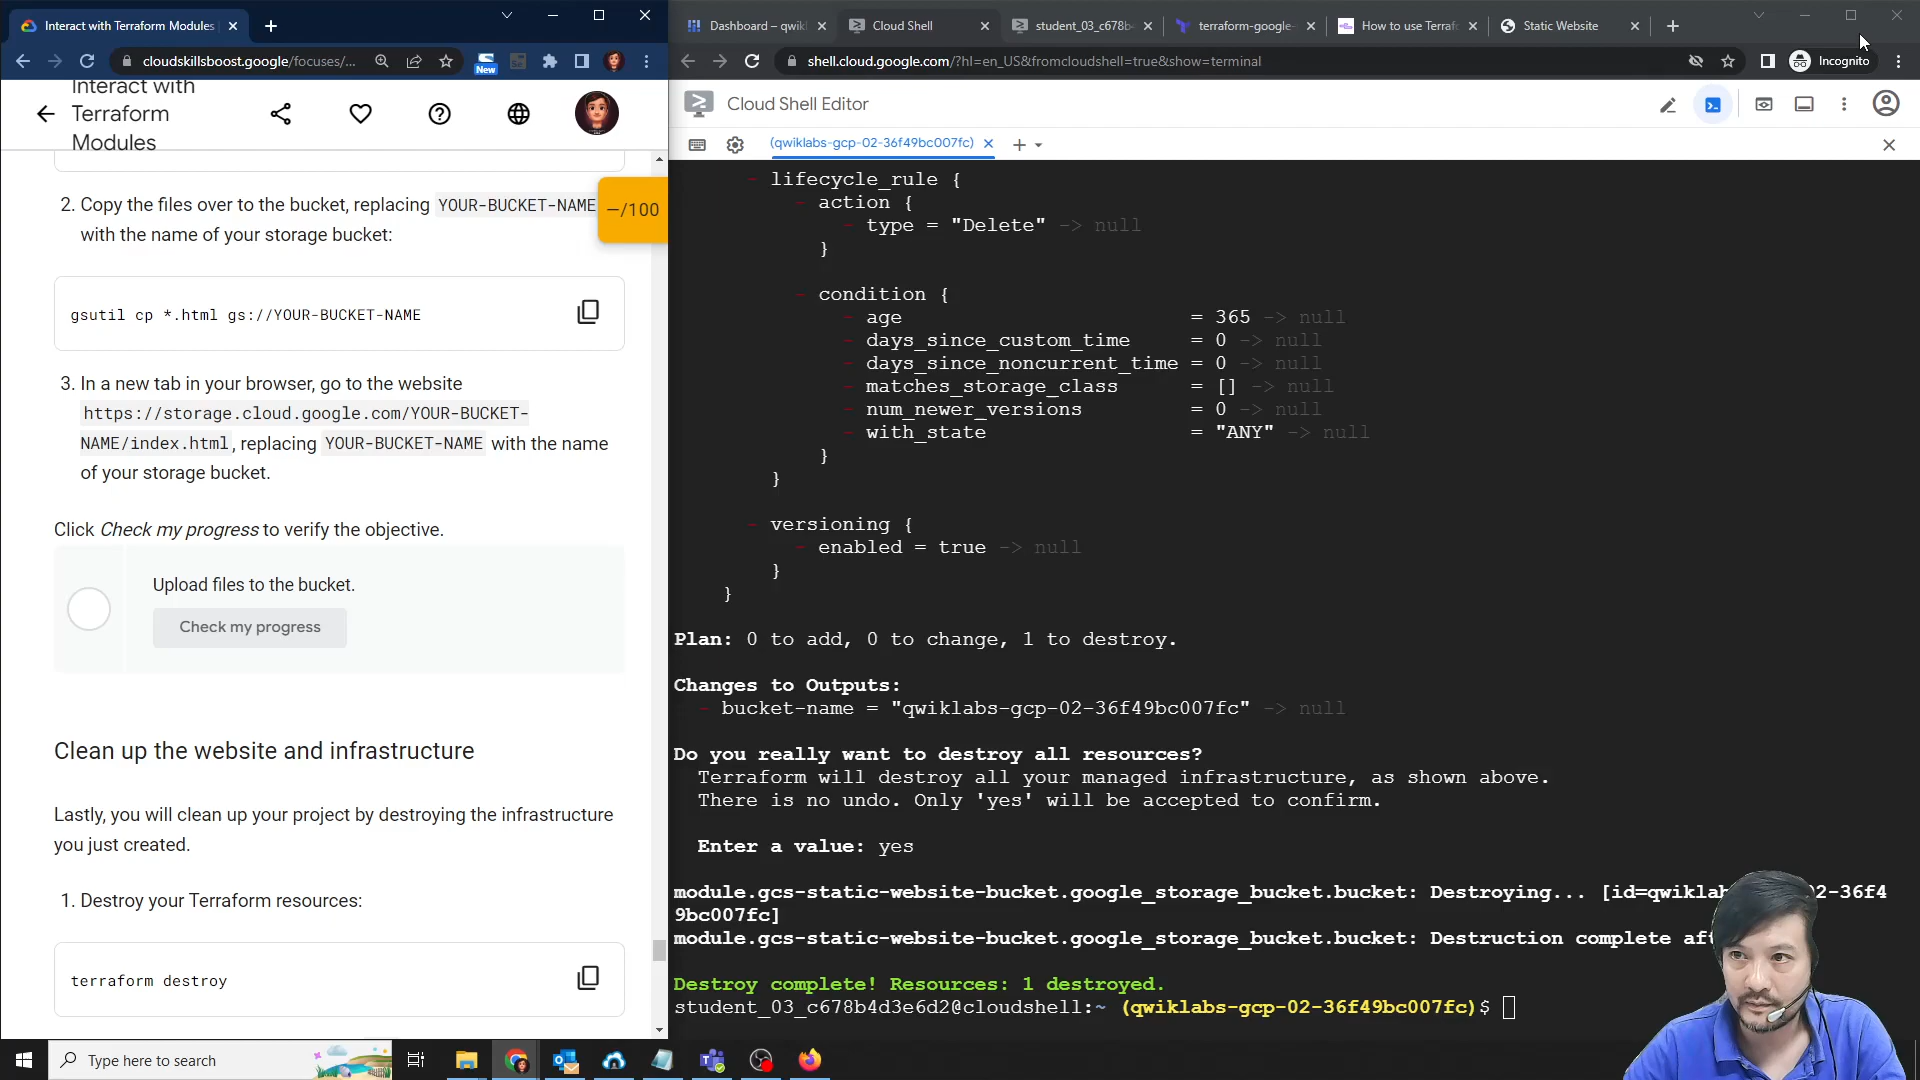 Interact with Terraform Modules
cloudskillsboost.google/focuses/...
New
Interact with
Terraform
Modules
–/100
2. Copy the files over to the bucket, replacing YOUR-BUCKET-NAME
with the name of your storage bucket:
gsutil cp *.html gs://YOUR-BUCKET-NAME
3. In a new tab in your browser, go to the website
https://storage.cloud.google.com/YOUR-BUCKET-
NAME/index.html, replacing YOUR-BUCKET-NAME with the name
of your storage bucket.
Click Check my progress to verify the objective.
Upload files to the bucket.
Check my progress
Clean up the website and infrastructure
Lastly, you will clean up your project by destroying the infrastructure
you just created.
1. Destroy your Terraform resources:
terraform destroy
Dashboard – qwikl
Cloud Shell
student_03_c678b4
terraform-google-
How to use Terraf
Static Website
shell.cloud.google.com/?hl=en_US&fromcloudshell=true&show=terminal
Incognito
Cloud Shell Editor
(qwiklabs-gcp-02-36f49bc007fc)
- lifecycle_rule {
- action {
- type = "Delete" -> null
}
- condition {
- age = 365 -> null
- days_since_custom_time = 0 -> null
- days_since_noncurrent_time = 0 -> null
- matches_storage_class = [] -> null
- num_newer_versions = 0 -> null
- with_state = "ANY" -> null
}
}
- versioning {
- enabled = true -> null
}
}
Plan: 0 to add, 0 to change, 1 to destroy.
Changes to Outputs:
- bucket-name = "qwiklabs-gcp-02-36f49bc007fc" -> null
Do you really want to destroy all resources?
Terraform will destroy all your managed infrastructure, as shown above.
There is no undo. Only 'yes' will be accepted to confirm.
Enter a value: yes
module.gcs-static-website-bucket.google_storage_bucket.bucket: Destroying... [id=qwiklab 02-36f4
9bc007fc]
module.gcs-static-website-bucket.google_storage_bucket.bucket: Destruction complete aft
Destroy complete! Resources: 1 destroyed.
student_03_c678b4d3e6d2@cloudshell:~ (qwiklabs-gcp-02-36f49bc007fc)$
Type here to search